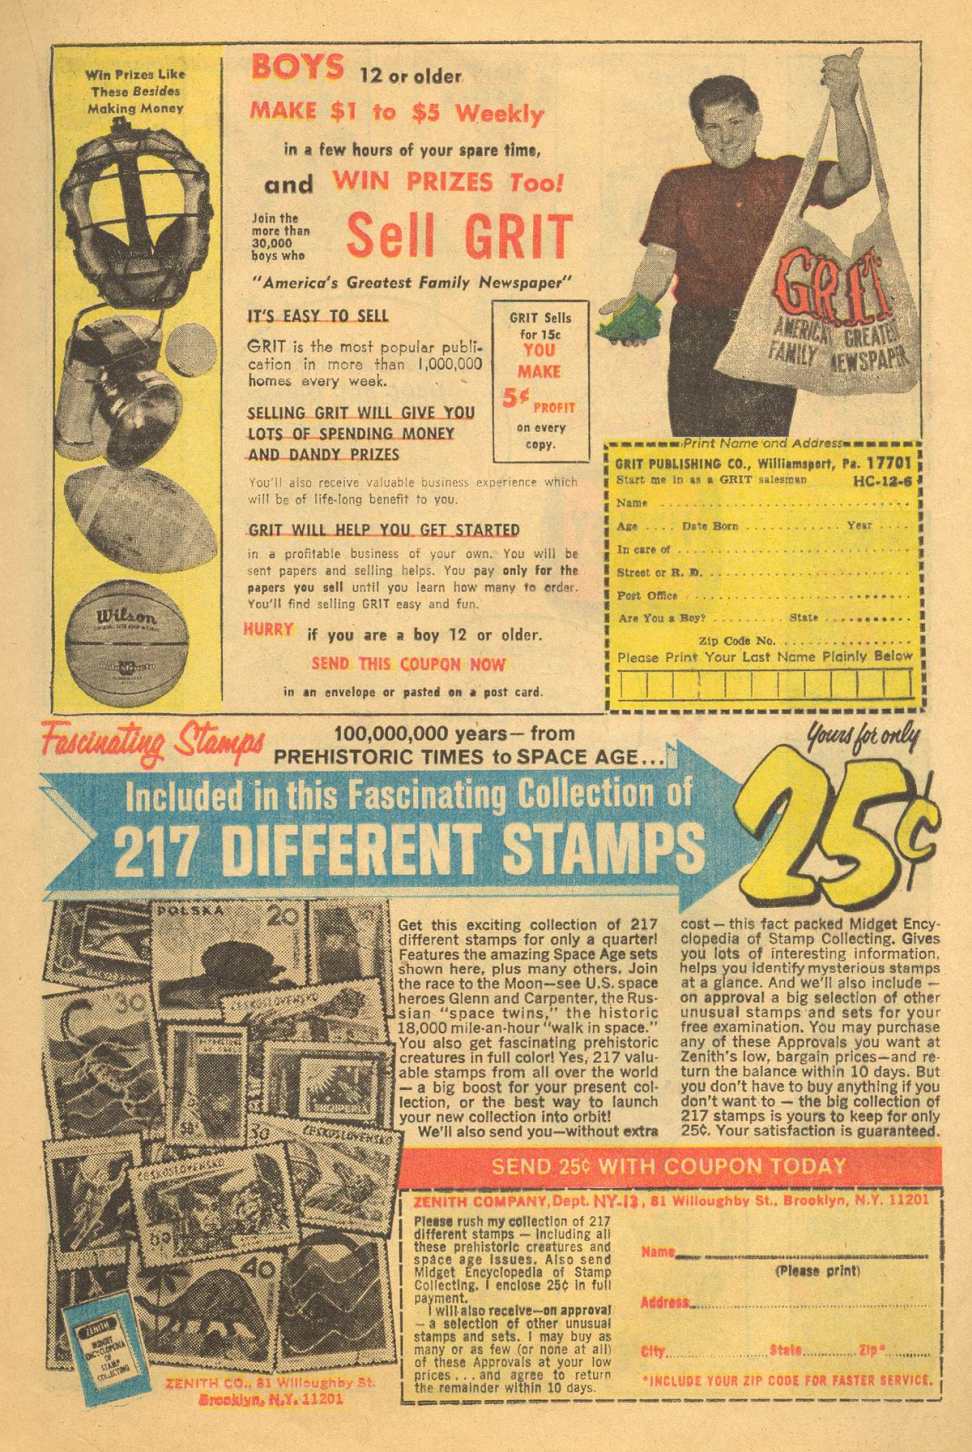 Win Prizes Like
These Besides
Making Money
Wilson
BOYS 12 or older
MAKE $1 to $5 Weekly
in a few hours of your spare time,
and WIN PRIZES Too!
Join the
more than
30,000
boys who
Sell GRIT
"America's Greatest Family Newspaper"
IT'S EASY TO SELL
GRIT is the most popular publi-
cation in more than 1,000,000
homes every week.
SELLING GRIT WILL GIVE YOU
LOTS OF SPENDING MONEY
AND DANDY PRIZES
GRIT Sells
for 15c
YOU
MAKE
5¢ PROFIT
on every
copy.
You'll also receive valuable business experience which
will be of life-long benefit to you.
GRIT WILL HELP YOU GET STARTED
in a profitable business of your own. You will be
sent papers and selling helps. You pay only for the
papers you sell until you learn how many to order.
You'll find selling GRIT easy and fun.
HURRY if you are a boy 12 or older.
SEND THIS COUPON NOW
in an envelope or pasted on a post card.
GRIT
AMERICA'S GREATEST
FAMILY NEWSPAPER
Print Name and Address
GRIT PUBLISHING CO., Williamsport, Pa. 17701
Start me in as a GRIT salesman HC-12-6
Name
Age .... Date Born ............ Year ....
In care of
Street or R. D.
Post Office
Are You a Boy? State
Zip Code No.
Please Print Your Last Name Plainly Below
Fascinating Stamps
100,000,000 years—from
PREHISTORIC TIMES to SPACE AGE...
Included in this Fascinating Collection of
217 DIFFERENT STAMPS
Yours for only
25¢
POLSKA 20
30
CESKOSLOVENSKO
SHQIPERIA
50
30
CESKOSLOVENSKO
CESKOSLOVENSKO
60
40
ZENITH
MIDGET
ENCYCLOPEDIA
OF
STAMP
COLLECTING
ZENITH CO., 81 Willoughby St.
Brooklyn, N.Y. 11201
Get this exciting collection of 217
different stamps for only a quarter!
Features the amazing Space Age sets
shown here, plus many others. Join
the race to the Moon—see U.S. space
heroes Glenn and Carpenter, the Rus-
sian "space twins," the historic
18,000 mile-an-hour "walk in space."
You also get fascinating prehistoric
creatures in full color! Yes, 217 valu-
able stamps from all over the world
— a big boost for your present col-
lection, or the best way to launch
your new collection into orbit!
We'll also send you—without extra
cost—this fact packed Midget Ency-
clopedia of Stamp Collecting. Gives
you lots of interesting information,
helps you identify mysterious stamps
at a glance. And we'll also include —
on approval a big selection of other
unusual stamps and sets for your
free examination. You may purchase
any of these Approvals you want at
Zenith's low, bargain prices—and re-
turn the balance within 10 days. But
you don't have to buy anything if you
don't want to — the big collection of
217 stamps is yours to keep for only
25¢. Your satisfaction is guaranteed.
SEND 25¢ WITH COUPON TODAY
ZENITH COMPANY, Dept. NY-13, 81 Willoughby St., Brooklyn, N.Y. 11201
Please rush my collection of 217
different stamps — including all
these prehistoric creatures and
space age issues. Also send
Midget Encyclopedia of Stamp
Collecting. I enclose 25¢ in full
payment.
I will also receive—on approval
— a selection of other unusual
stamps and sets. I may buy as
many or as few (or none at all)
of these Approvals at your low
prices...and agree to return
the remainder within 10 days.
Name
(Please print)
Address
City State Zip*
*INCLUDE YOUR ZIP CODE FOR FASTER SERVICE.